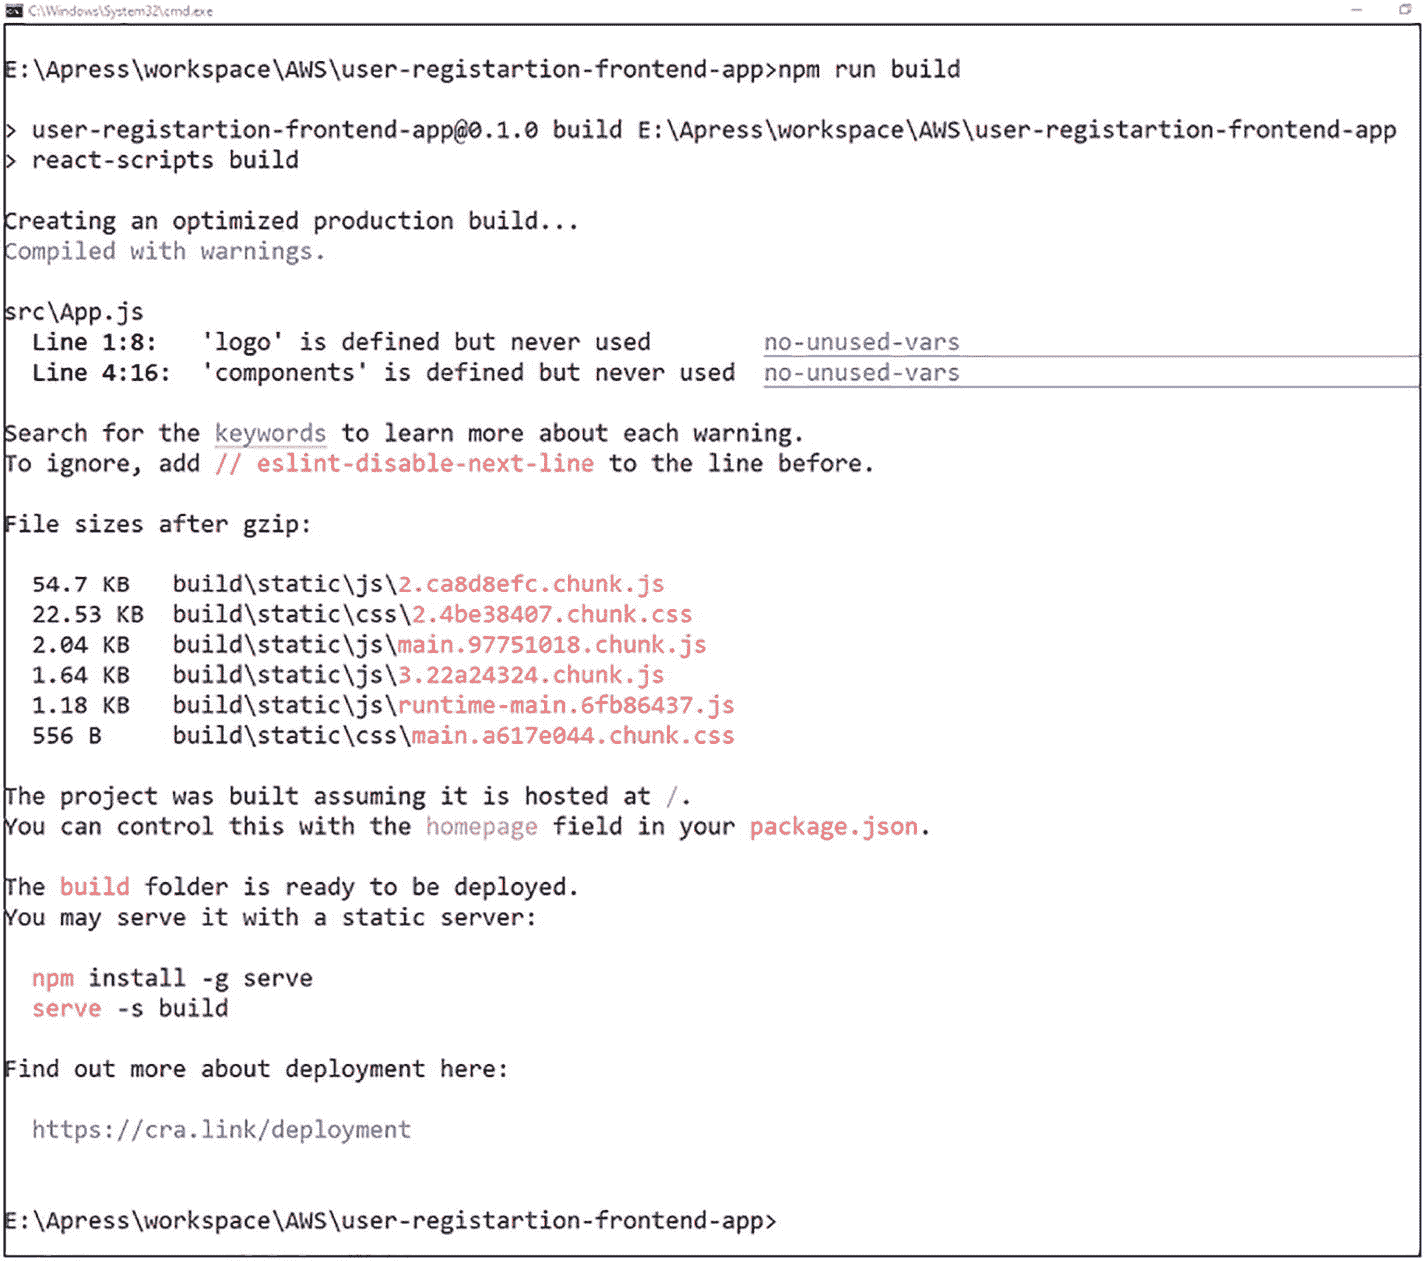 C:\Windows\System32\cmd.exe
E:\Apress\workspace\AWS\user-registartion-frontend-app>npm run build
> user-registartion-frontend-app@0.1.0 build E:\Apress\workspace\AWS\user-registartion-frontend-app
> react-scripts build
Creating an optimized production build...
Compiled with warnings.
src\App.js
Line 1:8: 'logo' is defined but never used no-unused-vars
Line 4:16: 'components' is defined but never used no-unused-vars
Search for the keywords to learn more about each warning.
To ignore, add // eslint-disable-next-line to the line before.
File sizes after gzip:
54.7 KB build\static\js\2.ca8d8efc.chunk.js
22.53 KB build\static\css\2.4be38407.chunk.css
2.04 KB build\static\js\main.97751018.chunk.js
1.64 KB build\static\js\3.22a24324.chunk.js
1.18 KB build\static\js\runtime-main.6fb86437.js
556 B build\static\css\main.a617e044.chunk.css
The project was built assuming it is hosted at /.
You can control this with the homepage field in your package.json.
The build folder is ready to be deployed.
You may serve it with a static server:
npm install -g serve
serve -s build
Find out more about deployment here:
https://cra.link/deployment
E:\Apress\workspace\AWS\user-registartion-frontend-app>